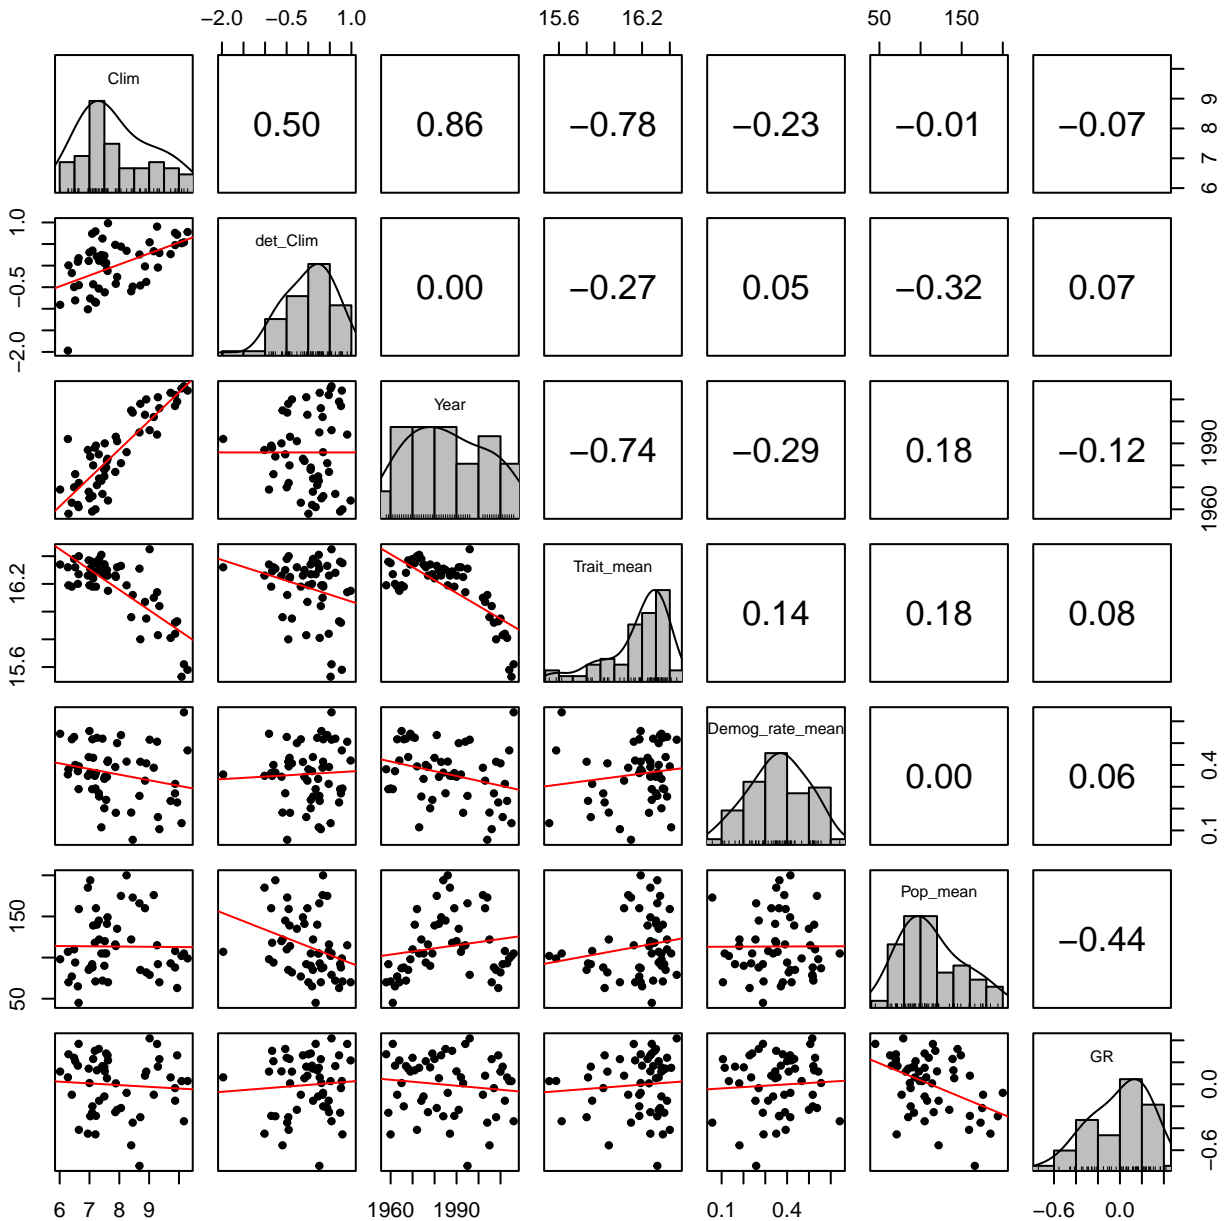 −2.0 −0.5 1.0 15.6 16.2 50 150
Clim 0.50 0.86 −0.78 −0.23 −0.01 −0.07 6 7 8 9
−2.0 −0.5 1.0 det_Clim 0.00 −0.27 0.05 −0.32 0.07
Year −0.74 −0.29 0.18 −0.12 1960 1990
15.6 16.2 Trait_mean 0.14 0.18 0.08
Demog_rate_mean 0.00 0.06 0.1 0.4
50 150 Pop_mean −0.44
GR −0.6 0.0
6 7 8 9 1960 1990 0.1 0.4 −0.6 0.0